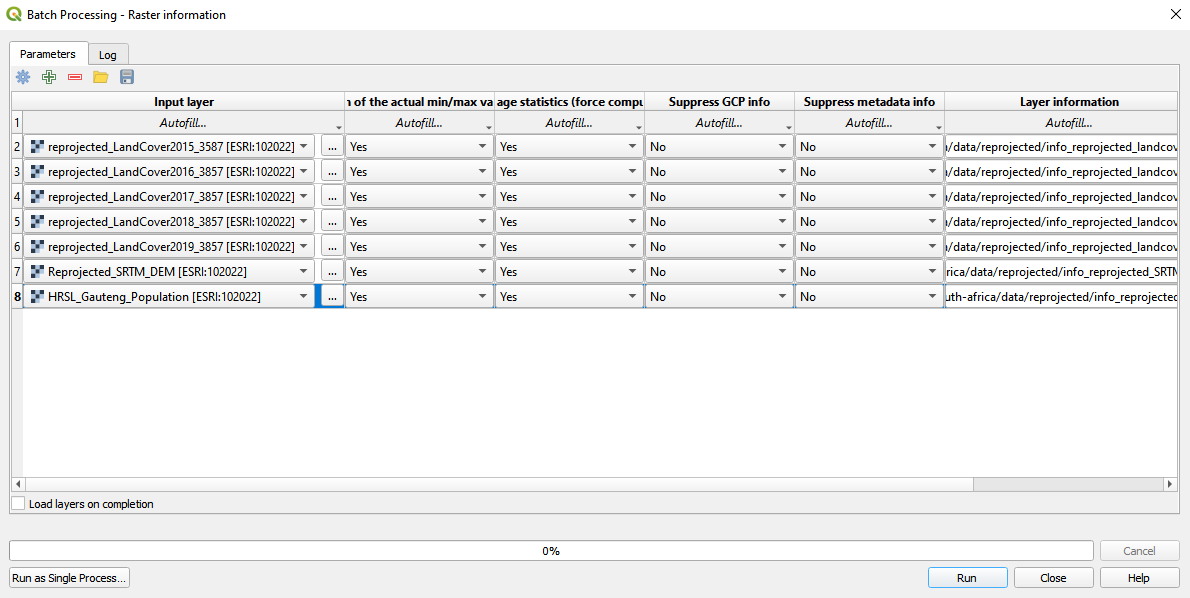 Batch Processing - Raster information
Parameters
Log
Input layer
n of the actual min/max va
age statistics (force compu
Suppress GCP info
Suppress metadata info
Layer information
1 Autofill... Autofill... Autofill... Autofill... Autofill... Autofill...
2 reprojected_LandCover2015_3587 [ESRI:102022] ... Yes Yes No No /data/reprojected/info_reprojected_landcov
3 reprojected_LandCover2016_3857 [ESRI:102022] ... Yes Yes No No /data/reprojected/info_reprojected_landcov
4 reprojected_LandCover2017_3857 [ESRI:102022] ... Yes Yes No No /data/reprojected/info_reprojected_landcov
5 reprojected_LandCover2018_3857 [ESRI:102022] ... Yes Yes No No /data/reprojected/info_reprojected_landcov
6 reprojected_LandCover2019_3857 [ESRI:102022] ... Yes Yes No No /data/reprojected/info_reprojected_landcov
7 Reprojected_SRTM_DEM [ESRI:102022] ... Yes Yes No No rica/data/reprojected/info_reprojected_SRTM
8 HRSL_Gauteng_Population [ESRI:102022] ... Yes Yes No No uth-africa/data/reprojected/info_reprojected
Load layers on completion
0%
Cancel
Run as Single Process...
Run
Close
Help